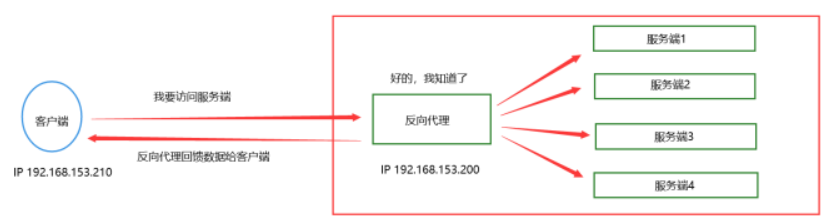 客户端
IP 192.168.153.210
我要访问服务端
反向代理回馈数据给客户端
好的，我知道了
反向代理
IP 192.168.153.200
服务端1
服务端2
服务端3
服务端4